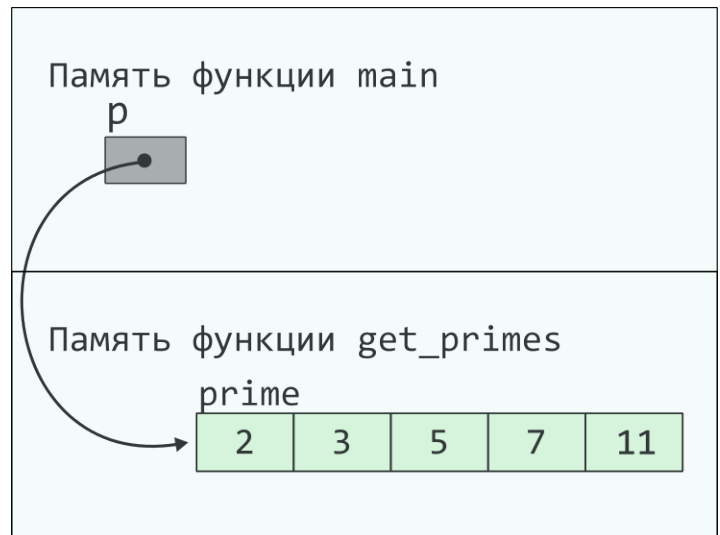 Память функции main
p
Память функции get_primes
prime
2 3 5 7 11